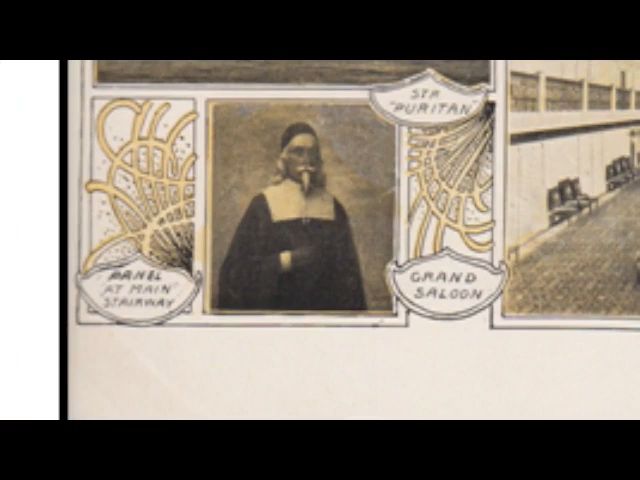 STR
"PURITAN"
PANEL
"AT MAIN"
STAIRWAY
GRAND
SALOON